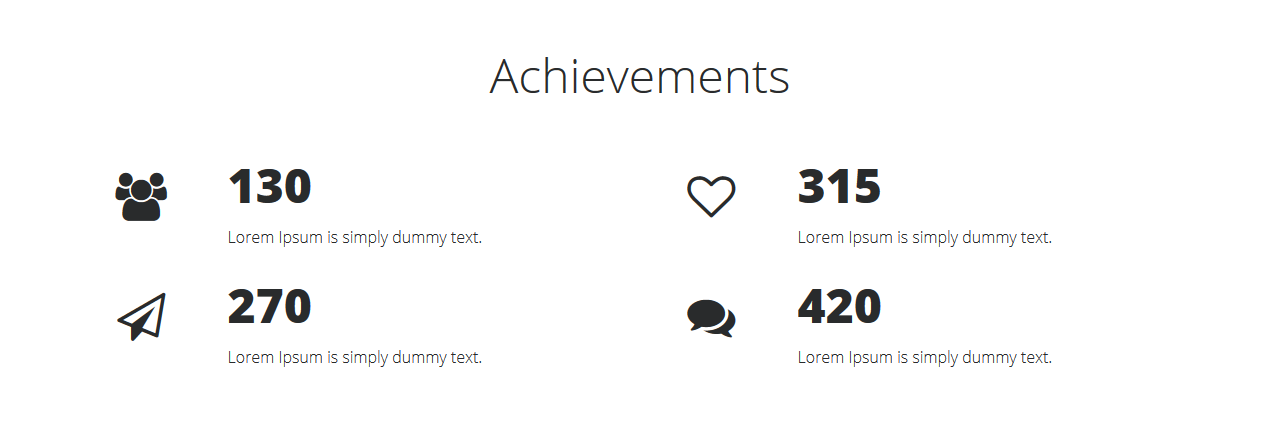 Achievements
130
Lorem Ipsum is simply dummy text.
315
Lorem Ipsum is simply dummy text.
270
Lorem Ipsum is simply dummy text.
420
Lorem Ipsum is simply dummy text.